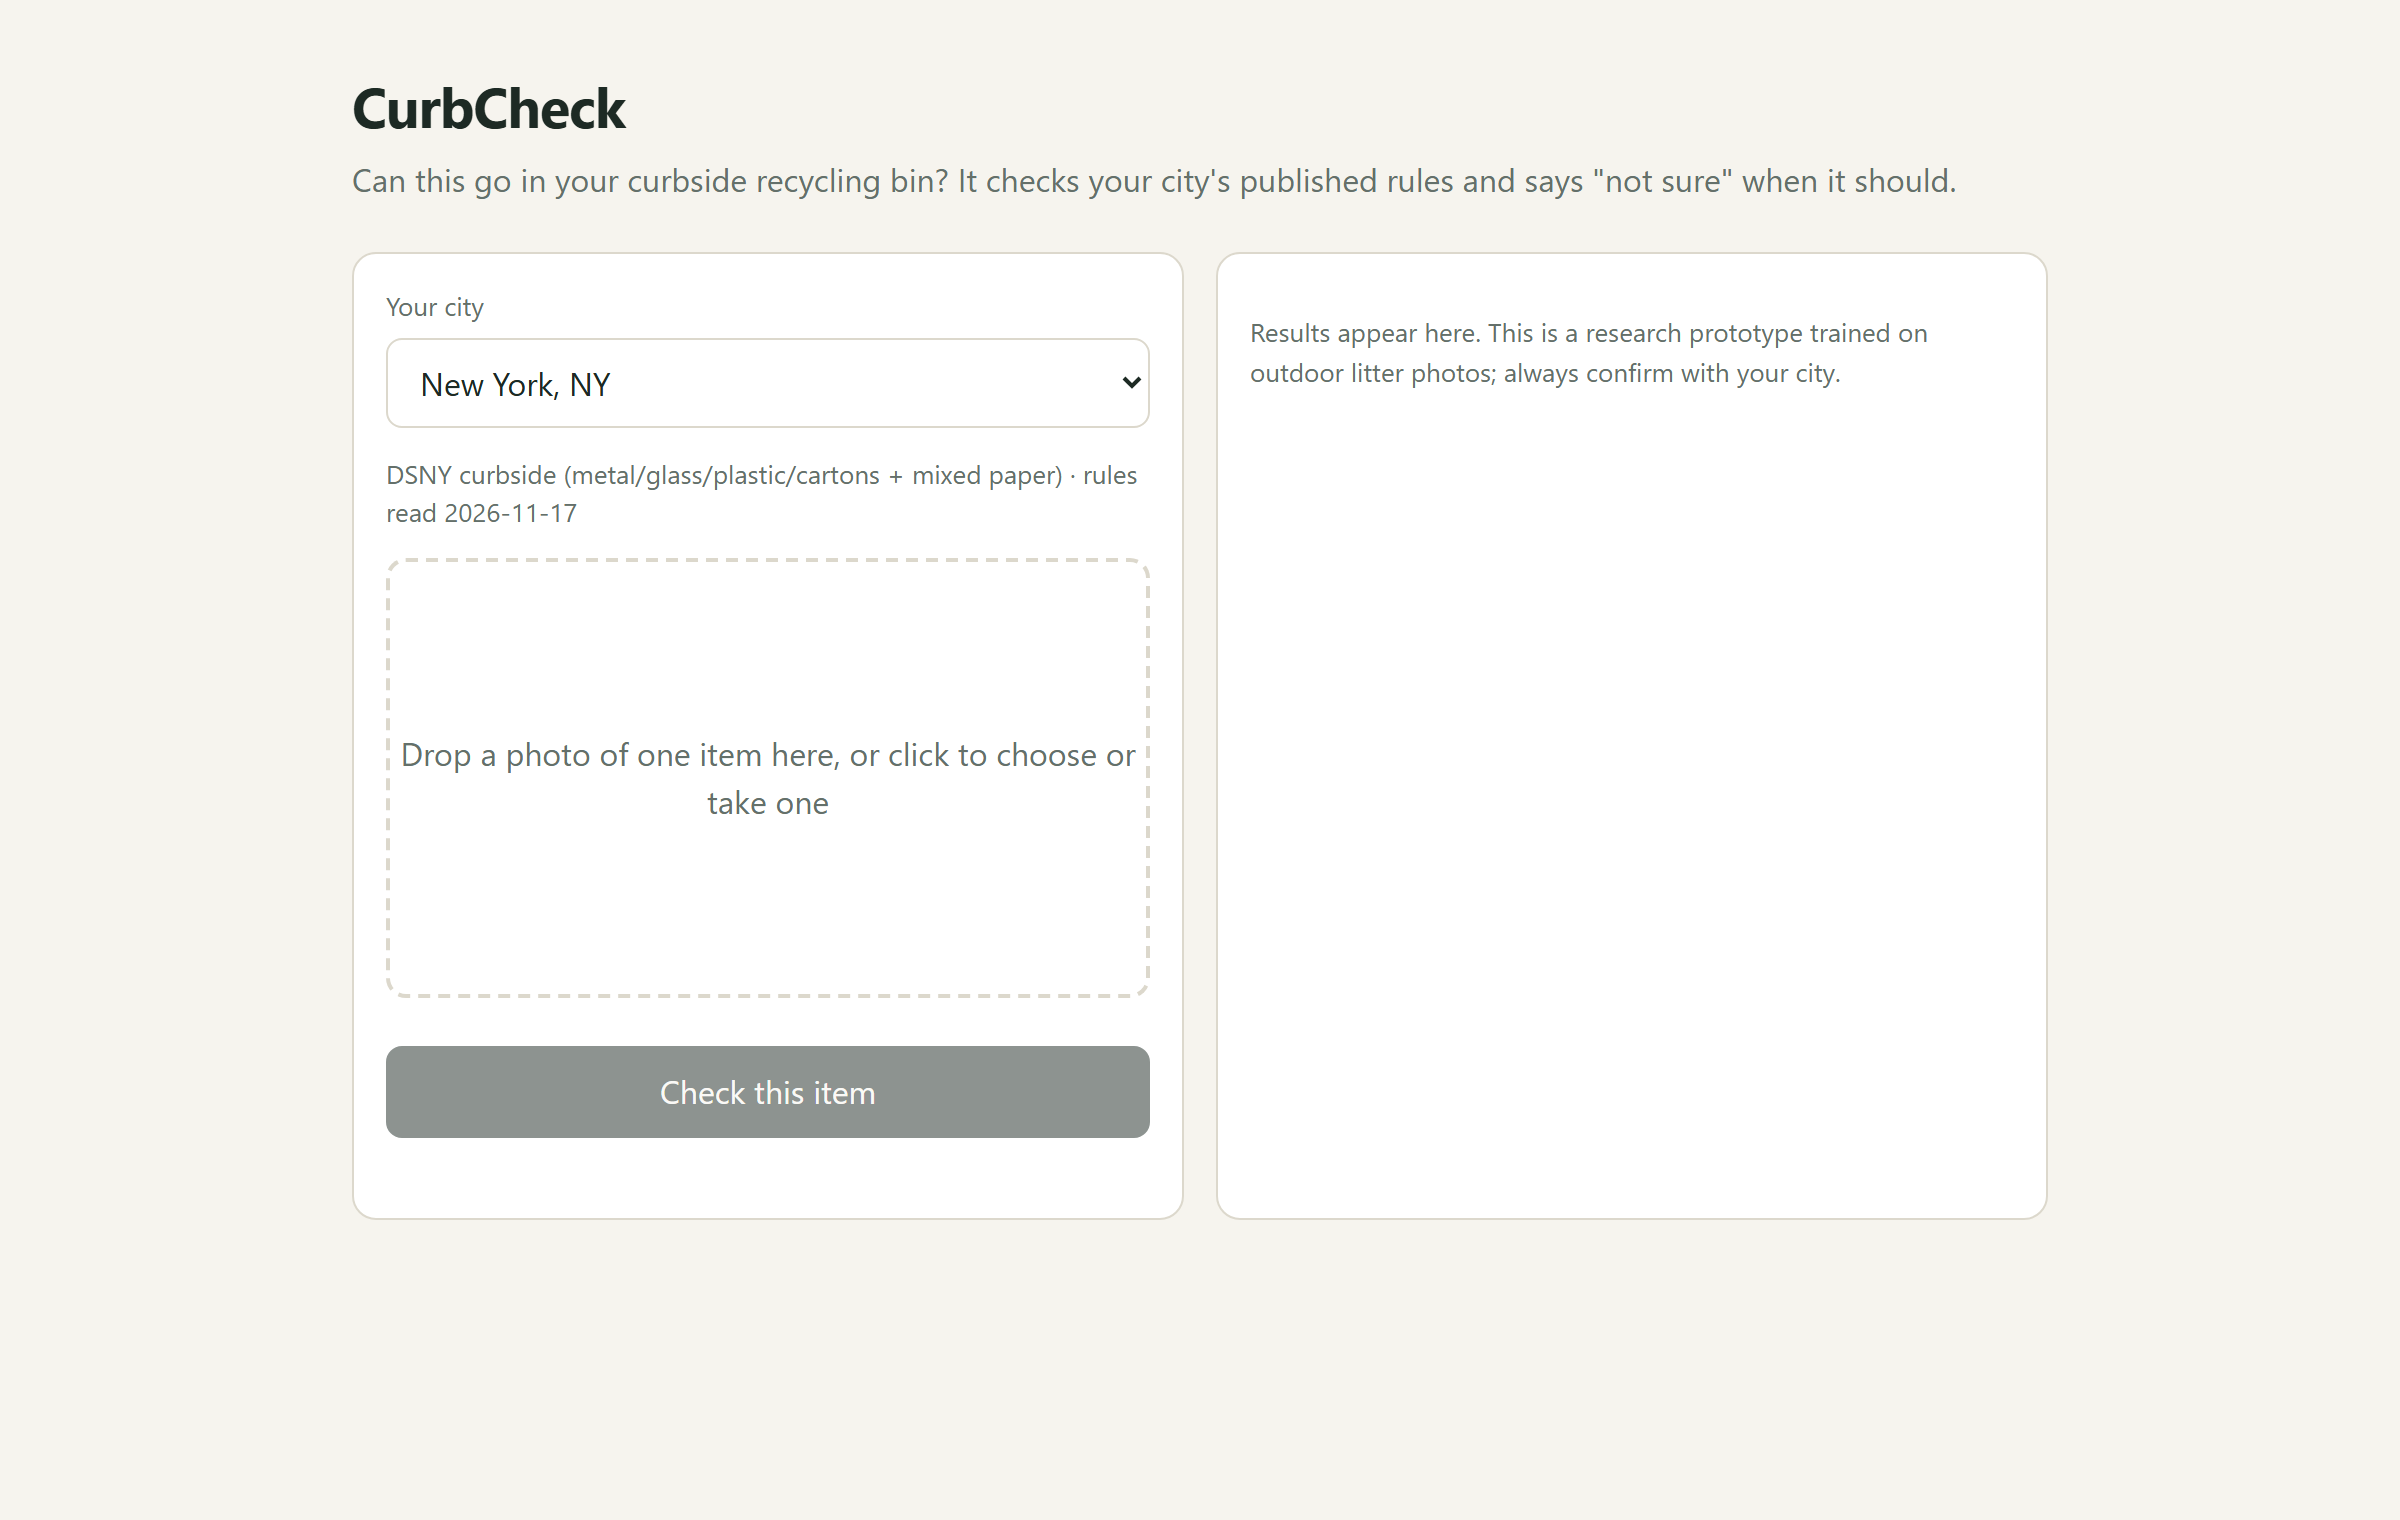 CurbCheck
Can this go in your curbside recycling bin? It checks your city's published rules and says "not sure" when it should.
Your city
New York, NY
DSNY curbside (metal/glass/plastic/cartons + mixed paper) · rules
read 2026-11-17
Drop a photo of one item here, or click to choose or
take one
Check this item
Results appear here. This is a research prototype trained on
outdoor litter photos; always confirm with your city.